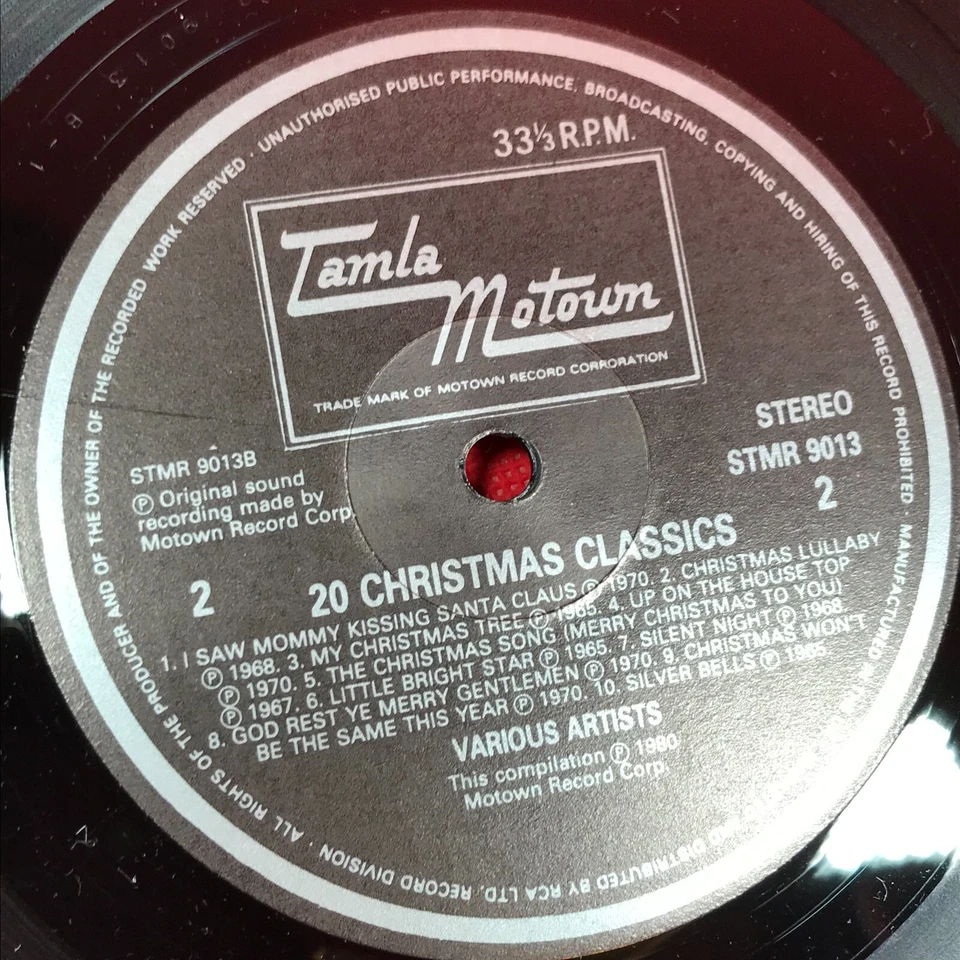 ALL RIGHTS OF THE PRODUCER AND OF THE OWNER OF THE RECORDED WORK RESERVED · UNAUTHORISED PUBLIC PERFORMANCE, BROADCASTING, COPYING AND HIRING OF THIS RECORD PROHIBITED · MANUFACTURED IN THE
DISTRIBUTED BY RCA LTD. RECORD DIVISION ·
33⅓ R.P.M.
Tamla
Motown
TRADE MARK OF MOTOWN RECORD CORPORATION
STEREO
STMR 9013
2
STMR 9013B
Ⓟ Original sound
recording made by
Motown Record Corp.
2
20 CHRISTMAS CLASSICS
1. I SAW MOMMY KISSING SANTA CLAUS Ⓟ 1970. 2. CHRISTMAS LULLABY
Ⓟ 1968. 3. MY CHRISTMAS TREE Ⓟ 1965. 4. UP ON THE HOUSE TOP
Ⓟ 1970. 5. THE CHRISTMAS SONG (MERRY CHRISTMAS TO YOU)
Ⓟ 1967. 6. LITTLE BRIGHT STAR Ⓟ 1965. 7. SILENT NIGHT Ⓟ 1968.
8. GOD REST YE MERRY GENTLEMEN Ⓟ 1970. 9. CHRISTMAS WON'T
BE THE SAME THIS YEAR Ⓟ 1970. 10. SILVER BELLS Ⓟ 1965.
VARIOUS ARTISTS
This compilation Ⓟ 1980
Motown Record Corp.